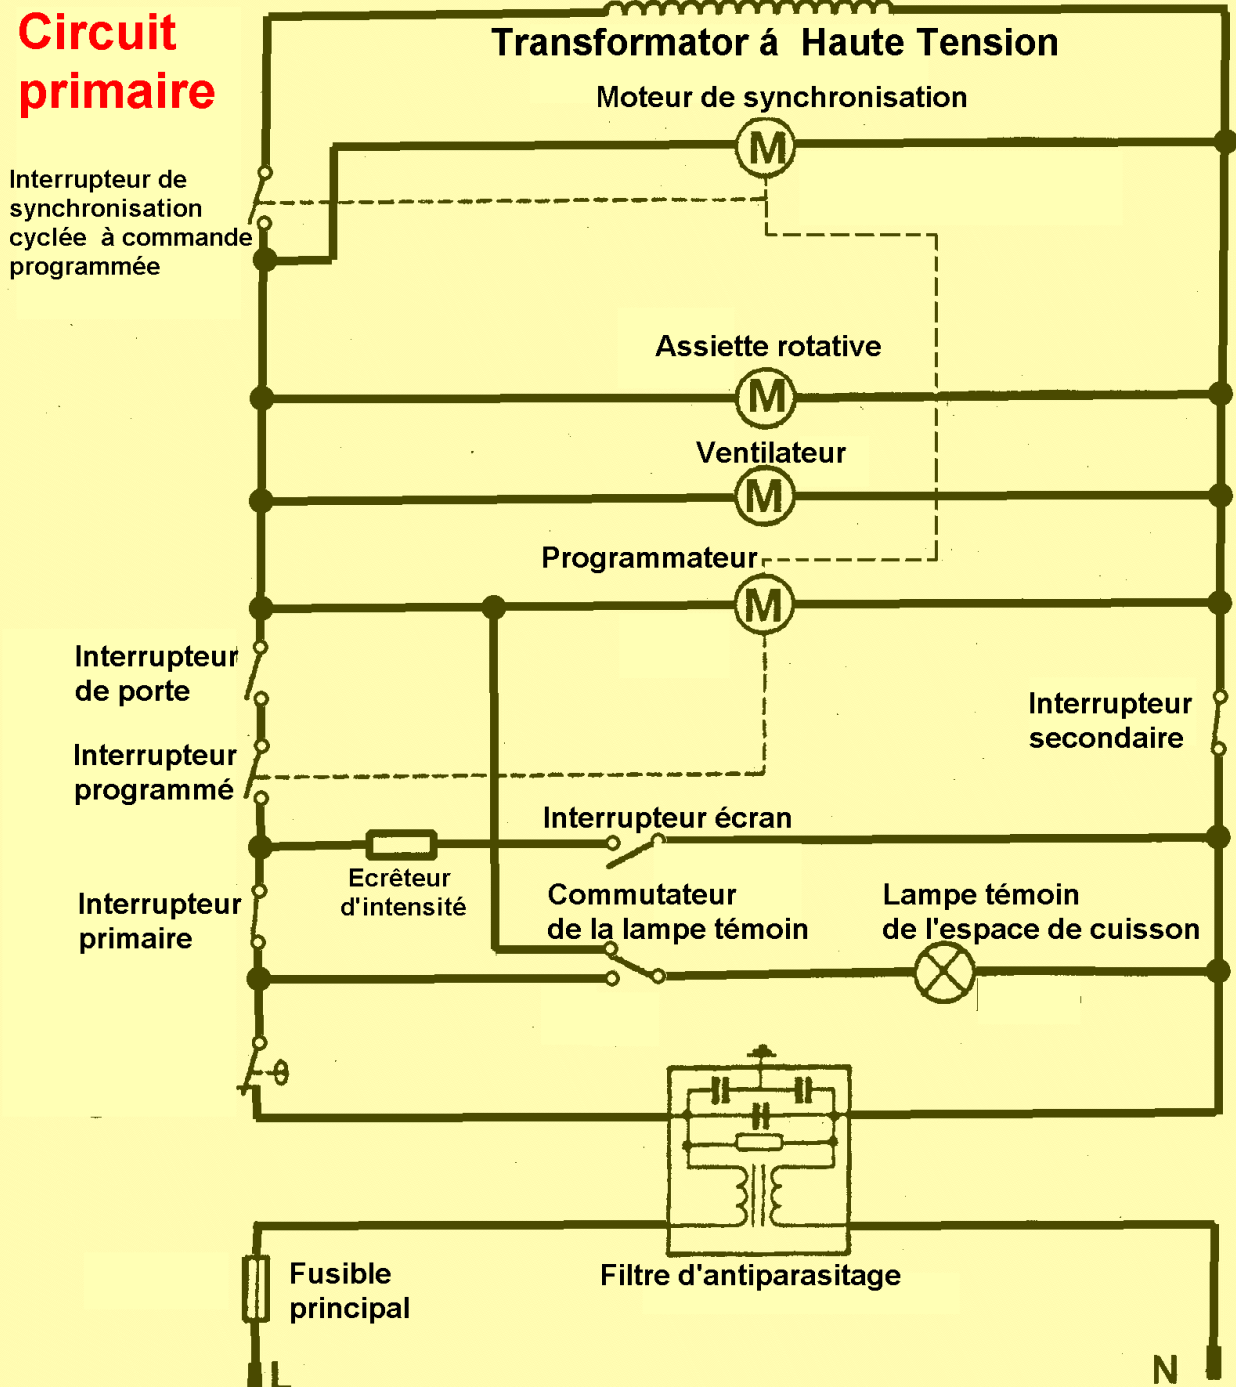 Circuit
primaire
Transformator á Haute Tension
Moteur de synchronisation
M
Interrupteur de
synchronisation
cyclée à commande
programmée
Assiette rotative
M
Ventilateur
M
Programmateur
M
Interrupteur
de porte
Interrupteur
secondaire
Interrupteur
programmé
Interrupteur écran
Ecrêteur
d'intensité
Interrupteur
primaire
Commutateur
de la lampe témoin
Lampe témoin
de l'espace de cuisson
Filtre d'antiparasitage
Fusible
principal
L
N